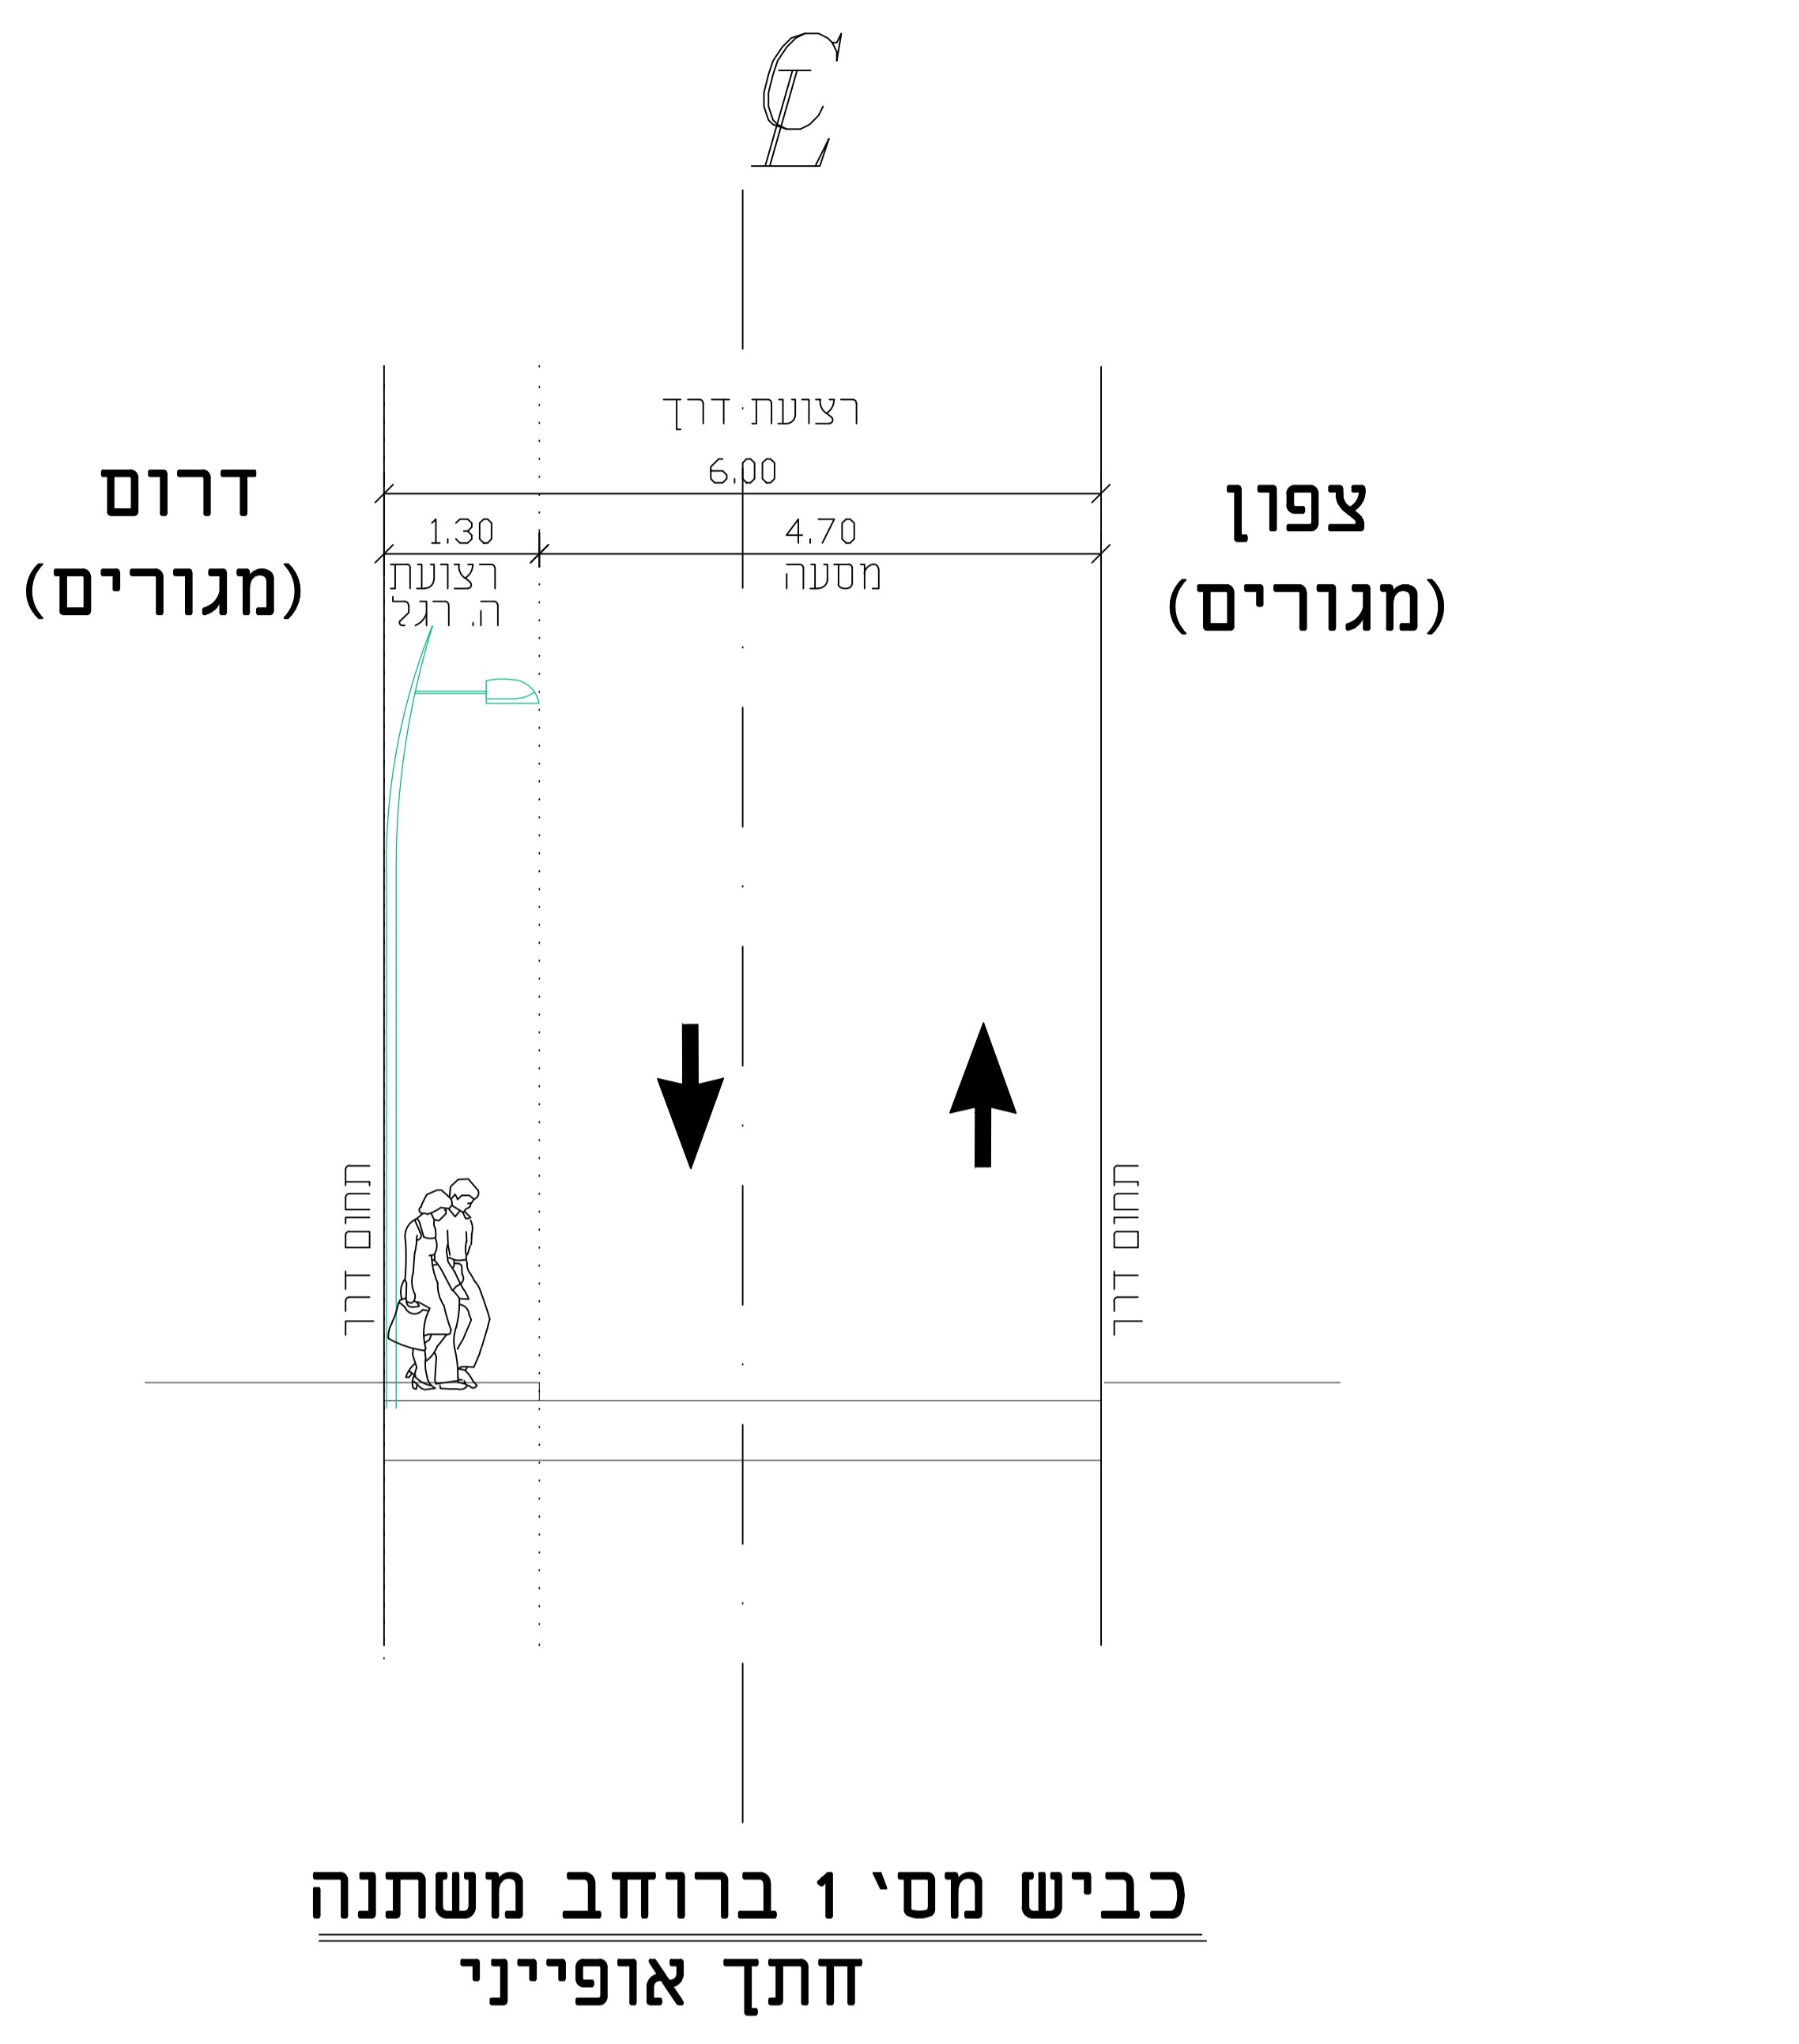 ℄
רצועת דרך
6.00
צפון
(מגורים)
דרום
(מגורים)
4.70
1.30
מסעה
רצועת
ה. רגל
תחום דרך
תחום דרך
כביש מס' 1 ברוחב משתנה
חתך אופייני